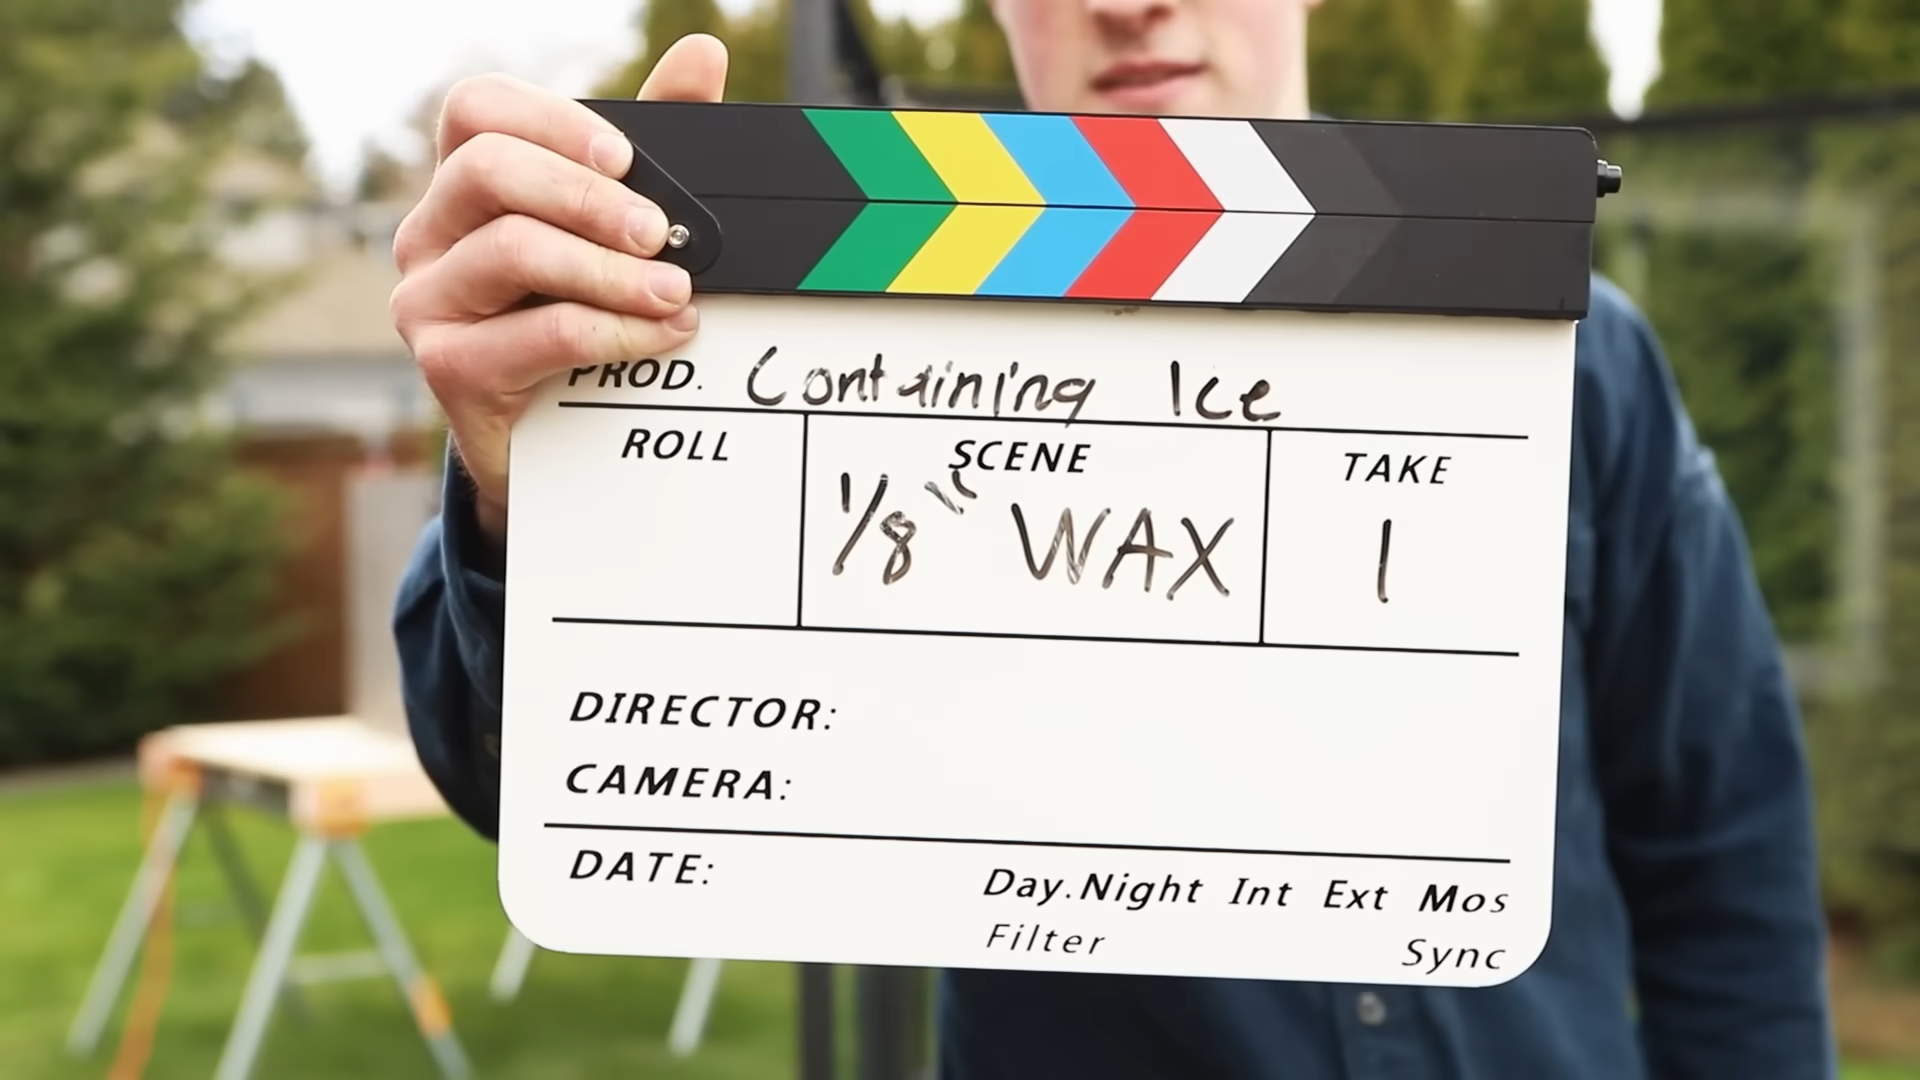 PROD. Containing Ice
ROLL SCENE TAKE
1/8" WAX 1
DIRECTOR:
CAMERA:
DATE: Day.Night Int Ext Mos
Filter Sync